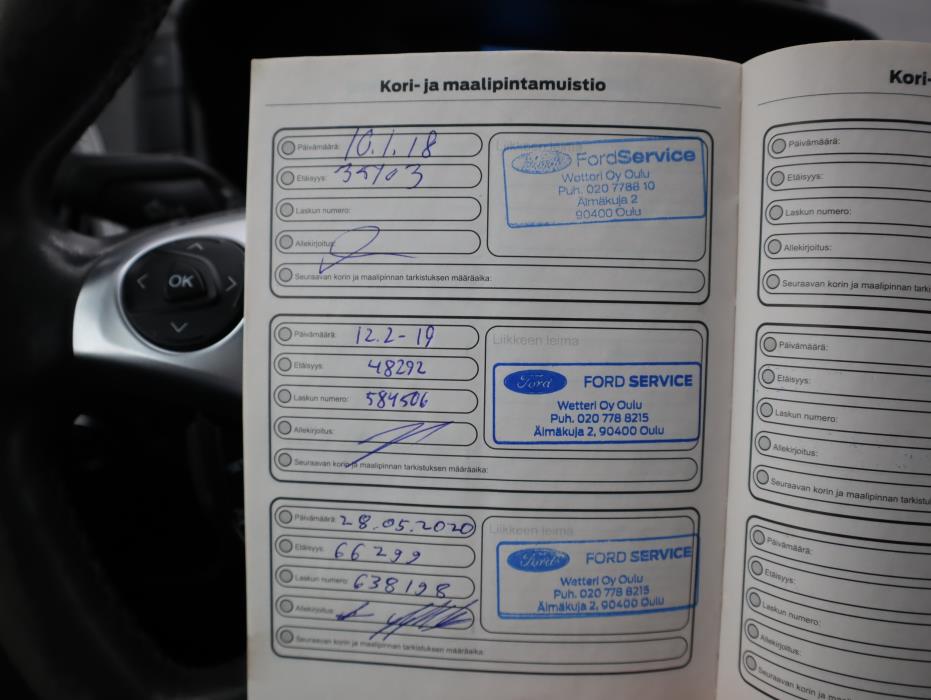 Kori- ja maalipintamuistio
Päivämäärä: 10.1.18
Etäisyys:
Laskun numero:
Allekirjoitus:
Seuraavan korin ja maalipinnan tarkistuksen määräaika:
Liikkeen leima
FordService
Wetteri Oy Oulu
Puh. 020 7788 10
Älmäkuja 2
90400 Oulu
Päivämäärä: 12.2-19
Etäisyys: 48292
Laskun numero: 584506
Allekirjoitus:
Seuraavan korin ja maalipinnan tarkistuksen määräaika:
Liikkeen leima
Ford FORD SERVICE
Wetteri Oy Oulu
Puh. 020 778 8215
Älmäkuja 2, 90400 Oulu
Päivämäärä: 28.05.2020
Etäisyys: 66299
Laskun numero: 638198
Allekirjoitus:
Seuraavan korin ja maalipinnan tarkistuksen määräaika:
Liikkeen leima
Ford FORD SERVICE
Wetteri Oy Oulu
Puh. 020 778 8215
Älmäkuja 2, 90400 Oulu
Kori-
Päivämäärä:
Etäisyys:
Laskun numero:
Allekirjoitus:
Seuraavan korin ja maalipinnan
Päivämäärä:
Etäisyys:
Laskun numero:
Allekirjoitus:
Seuraavan korin ja maalipinnan
Päivämäärä:
Etäisyys:
Laskun numero:
Allekirjoitus:
Seuraavan korin ja maalipinnan
OK